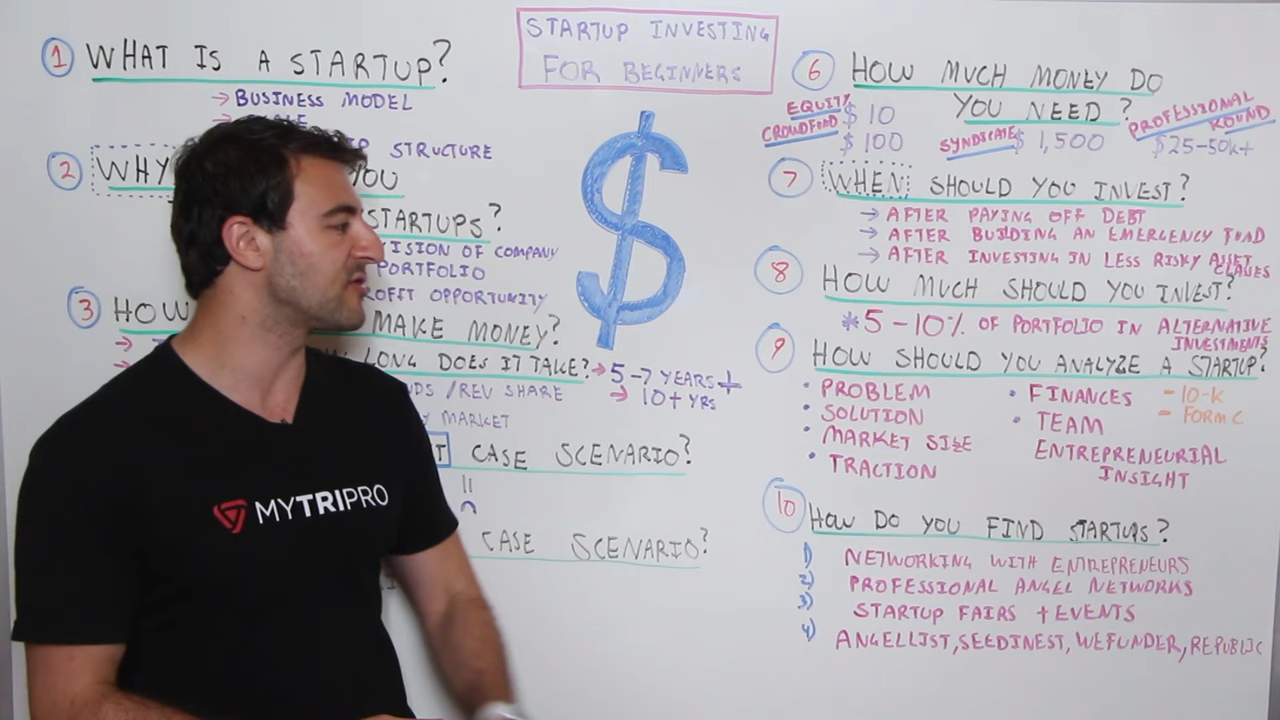 STARTUP INVESTING
FOR BEGINNERS
1 WHAT IS A STARTUP?
→ BUSINESS MODEL
STRUCTURE
2 WHY YOU
STARTUPS?
OF COMPANY
PORTFOLIO
OPPORTUNITY
3 HOW MAKE MONEY?
LONG DOES IT TAKE? → 5-7 YEARS+
→ 10+ YRS
/REV SHARE
MARKET
CASE SCENARIO?
CASE SCENARIO?
MYTRIPRO
6 HOW MUCH MONEY DO
YOU NEED?
EQUITY
CROWDFUND
$10
$100
SYNDICATE $1,500
PROFESSIONAL
ROUND
$25-50K+
7 WHEN SHOULD YOU INVEST?
→ AFTER PAYING OFF DEBT
→ AFTER BUILDING AN EMERGENCY FUND
→ AFTER INVESTING IN LESS RISKY ASSET
CLASSES
8 HOW MUCH SHOULD YOU INVEST?
*5-10% OF PORTFOLIO IN ALTERNATIVE
INVESTMENTS
9 HOW SHOULD YOU ANALYZE A STARTUP?
• PROBLEM
• SOLUTION
• MARKET SIZE
• TRACTION
• FINANCES - 10-K
- FORM C
• TEAM
ENTREPRENEURIAL
INSIGHT
10 HOW DO YOU FIND STARTUPS?
1) NETWORKING WITH ENTREPRENEURS
2) PROFESSIONAL ANGEL NETWORKS
3) STARTUP FAIRS + EVENTS
4) ANGELLIST, SEEDINEST, WEFUNDER, REPUBLIC
$